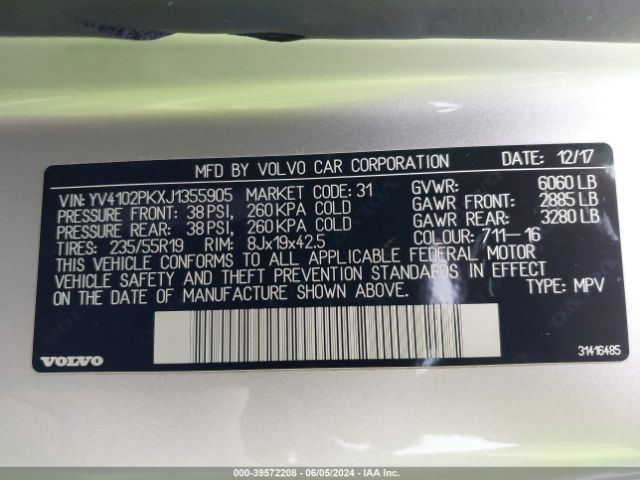 MFD BY VOLVO CAR CORPORATION DATE: 12/17
VIN: YV4102PKXJ1355905 MARKET CODE: 31 GVWR: 6060 LB
PRESSURE FRONT: 38 PSI, 260 KPA COLD GAWR FRONT: 2885 LB
PRESSURE REAR: 38 PSI, 260 KPA COLD GAWR REAR: 3280 LB
TIRES: 235/55R19 RIM: 8Jx19x42,5 COLOUR: 711-16
THIS VEHICLE CONFORMS TO ALL APPLICABLE FEDERAL MOTOR
VEHICLE SAFETY AND THEFT PREVENTION STANDARDS IN EFFECT
ON THE DATE OF MANUFACTURE SHOWN ABOVE. TYPE: MPV
VOLVO 31416485
000-39572208 - 06/05/2024 - IAAI.com